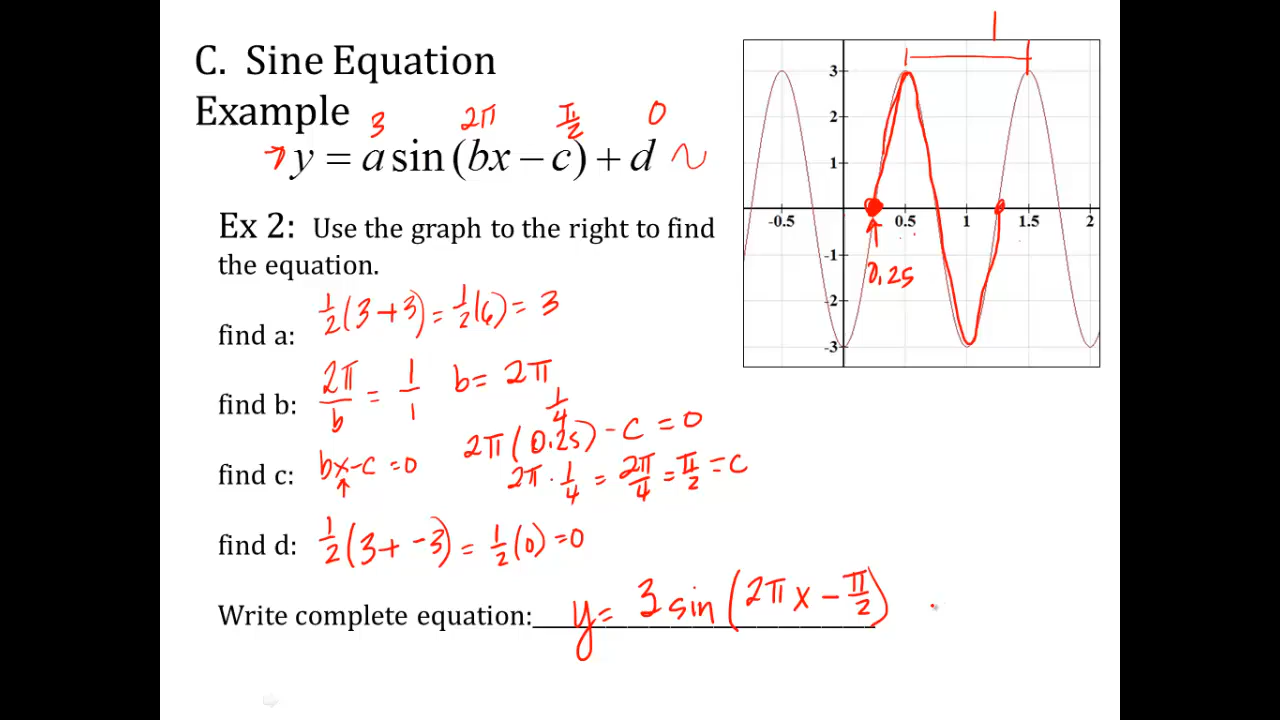 C. Sine Equation
Example
3 2π π/2 0
→ y = a sin (bx − c) + d ~
Ex 2: Use the graph to the right to find
the equation.
find a: 1/2(3+3) = 1/2(6) = 3
find b: 2π/b = 1/1 b = 2π
1/4
2π(0.25) - c = 0
find c: bx-c = 0 2π · 1/4 = 2π/4 = π/2 = c
find d: 1/2(3+ -3) = 1/2(0) = 0
Write complete equation: y = 3 sin(2πx - π/2)
1
3
2
1
-0.5 0.5 1 1.5 2
0.25
-1
-2
-3